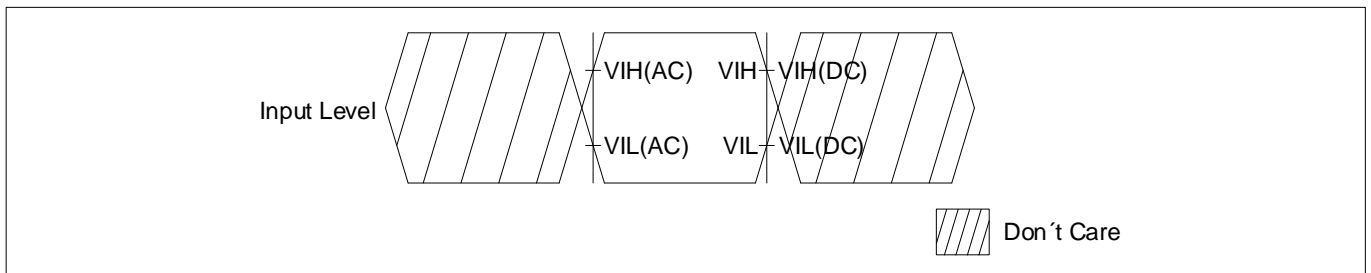 VIH(AC) VIH VIH(DC)
Input Level
VIL(AC) VIL VIL(DC)
Don´t Care